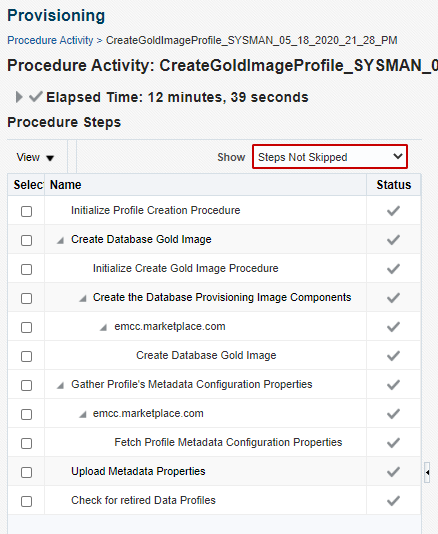 Provisioning
Procedure Activity > CreateGoldImageProfile_SYSMAN_05_18_2020_21_28_PM
Procedure Activity: CreateGoldImageProfile_SYSMAN_0
Elapsed Time: 12 minutes, 39 seconds
Procedure Steps
View Show Steps Not Skipped
Select Name Status
Initialize Profile Creation Procedure
Create Database Gold Image
Initialize Create Gold Image Procedure
Create the Database Provisioning Image Components
emcc.marketplace.com
Create Database Gold Image
Gather Profile's Metadata Configuration Properties
emcc.marketplace.com
Fetch Profile Metadata Configuration Properties
Upload Metadata Properties
Check for retired Data Profiles